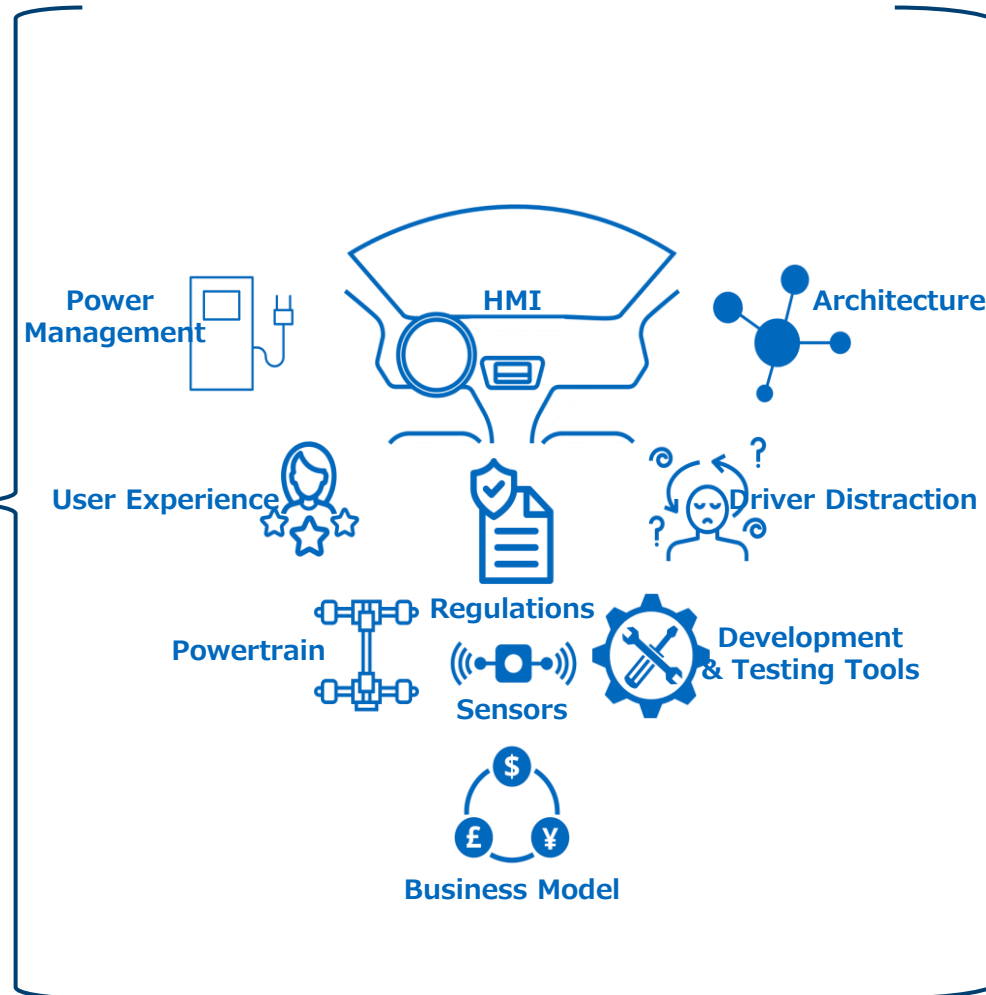 HMI
Power
Management
Architecture
User Experience
Driver Distraction
?
?
Regulations
Powertrain
Development
& Testing Tools
Sensors
$
£
¥
Business Model